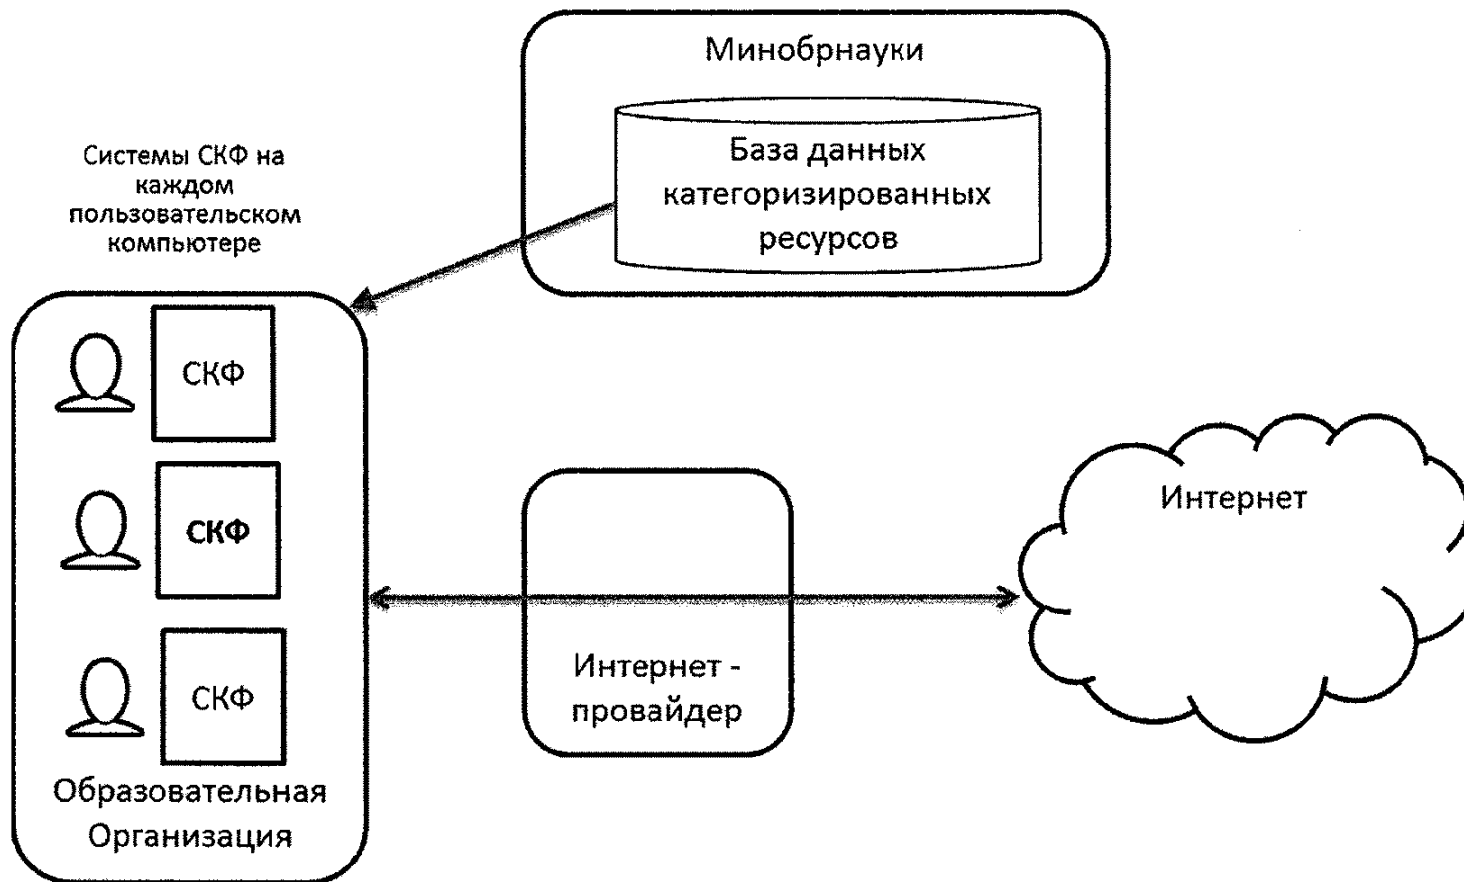 Минобрнауки
База данных
категоризированных
ресурсов
Системы СКФ на
каждом
пользовательском
компьютере
СКФ
СКФ
СКФ
Образовательная
Организация
Интернет -
провайдер
Интернет